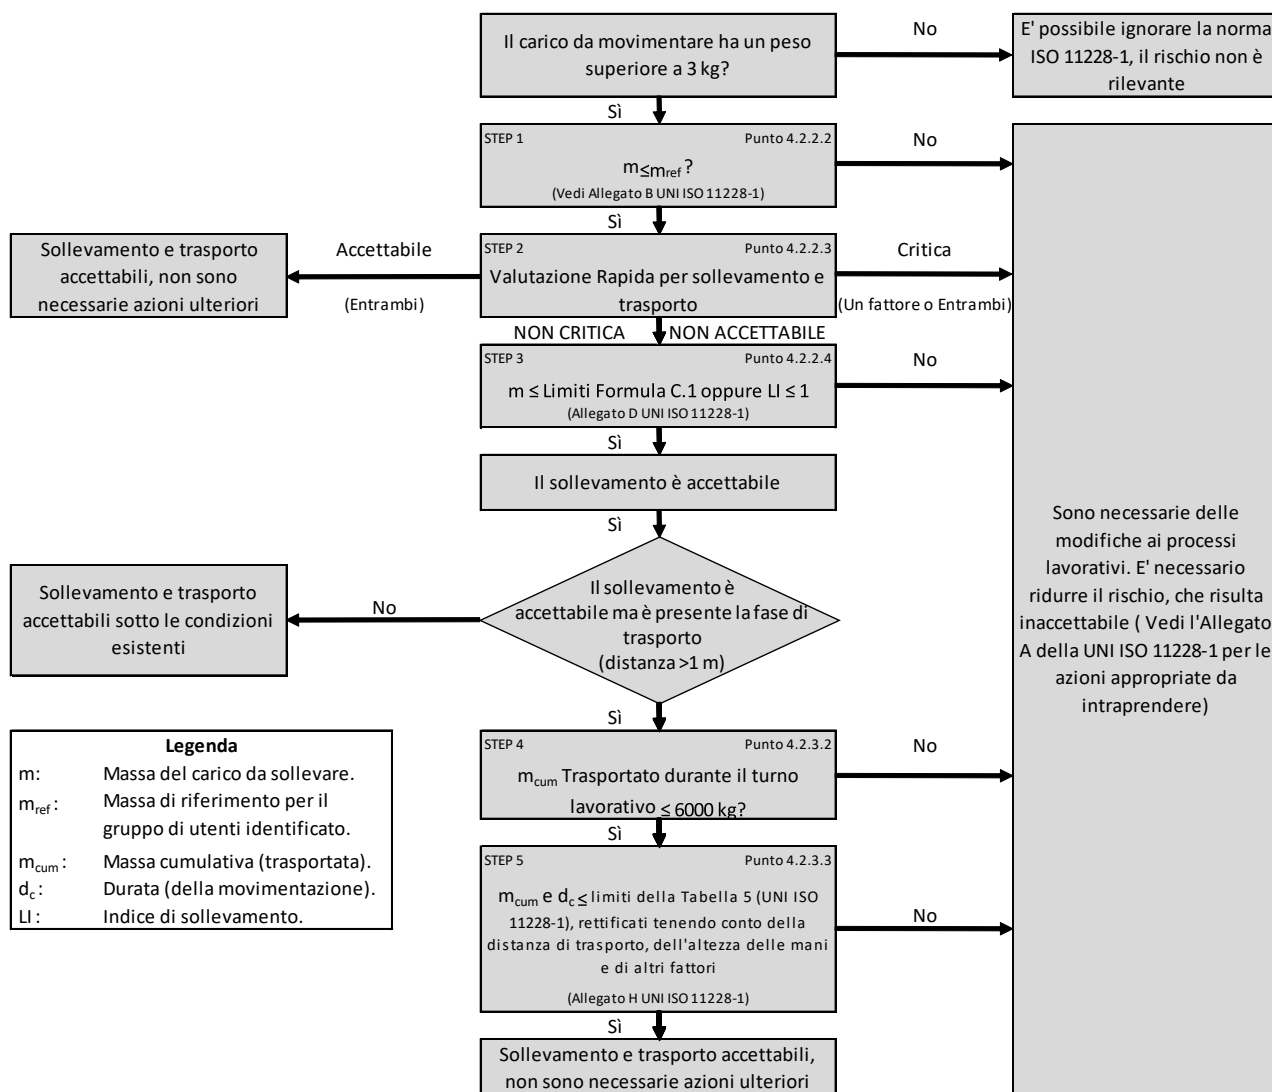 Il carico da movimentare ha un peso
superiore a 3 kg?
No
E' possibile ignorare la norma
ISO 11228-1, il rischio non è
rilevante
Sì
STEP 1 Punto 4.2.2.2
m≤mref ?
(Vedi Allegato B UNI ISO 11228-1)
No
Sì
Sollevamento e trasporto
accettabili, non sono
necessarie azioni ulteriori
Accettabile
(Entrambi)
STEP 2 Punto 4.2.2.3
Valutazione Rapida per sollevamento e
trasporto
Critica
(Un fattore o Entrambi)
NON CRITICA NON ACCETTABILE
STEP 3 Punto 4.2.2.4
m ≤ Limiti Formula C.1 oppure LI ≤ 1
(Allegato D UNI ISO 11228-1)
No
Sì
Il sollevamento è accettabile
Sì
Il sollevamento è
accettabile ma è presente la fase di
trasporto
(distanza >1 m)
No
Sollevamento e trasporto
accettabili sotto le condizioni
esistenti
Sono necessarie delle
modifiche ai processi
lavorativi. E' necessario
ridurre il rischio, che risulta
inaccettabile ( Vedi l'Allegato
A della UNI ISO 11228-1 per le
azioni appropriate da
intraprendere)
Sì
STEP 4 Punto 4.2.3.2
mcum Trasportato durante il turno
lavorativo ≤ 6000 kg?
No
Sì
STEP 5 Punto 4.2.3.3
mcum e dc ≤ limiti della Tabella 5 (UNI ISO
11228-1), rettificati tenendo conto della
distanza di trasporto, dell'altezza delle mani
e di altri fattori
(Allegato H UNI ISO 11228-1)
No
Sì
Sollevamento e trasporto accettabili,
non sono necessarie azioni ulteriori
Legenda
m: Massa del carico da sollevare.
mref : Massa di riferimento per il
gruppo di utenti identificato.
mcum : Massa cumulativa (trasportata).
dc : Durata (della movimentazione).
LI : Indice di sollevamento.